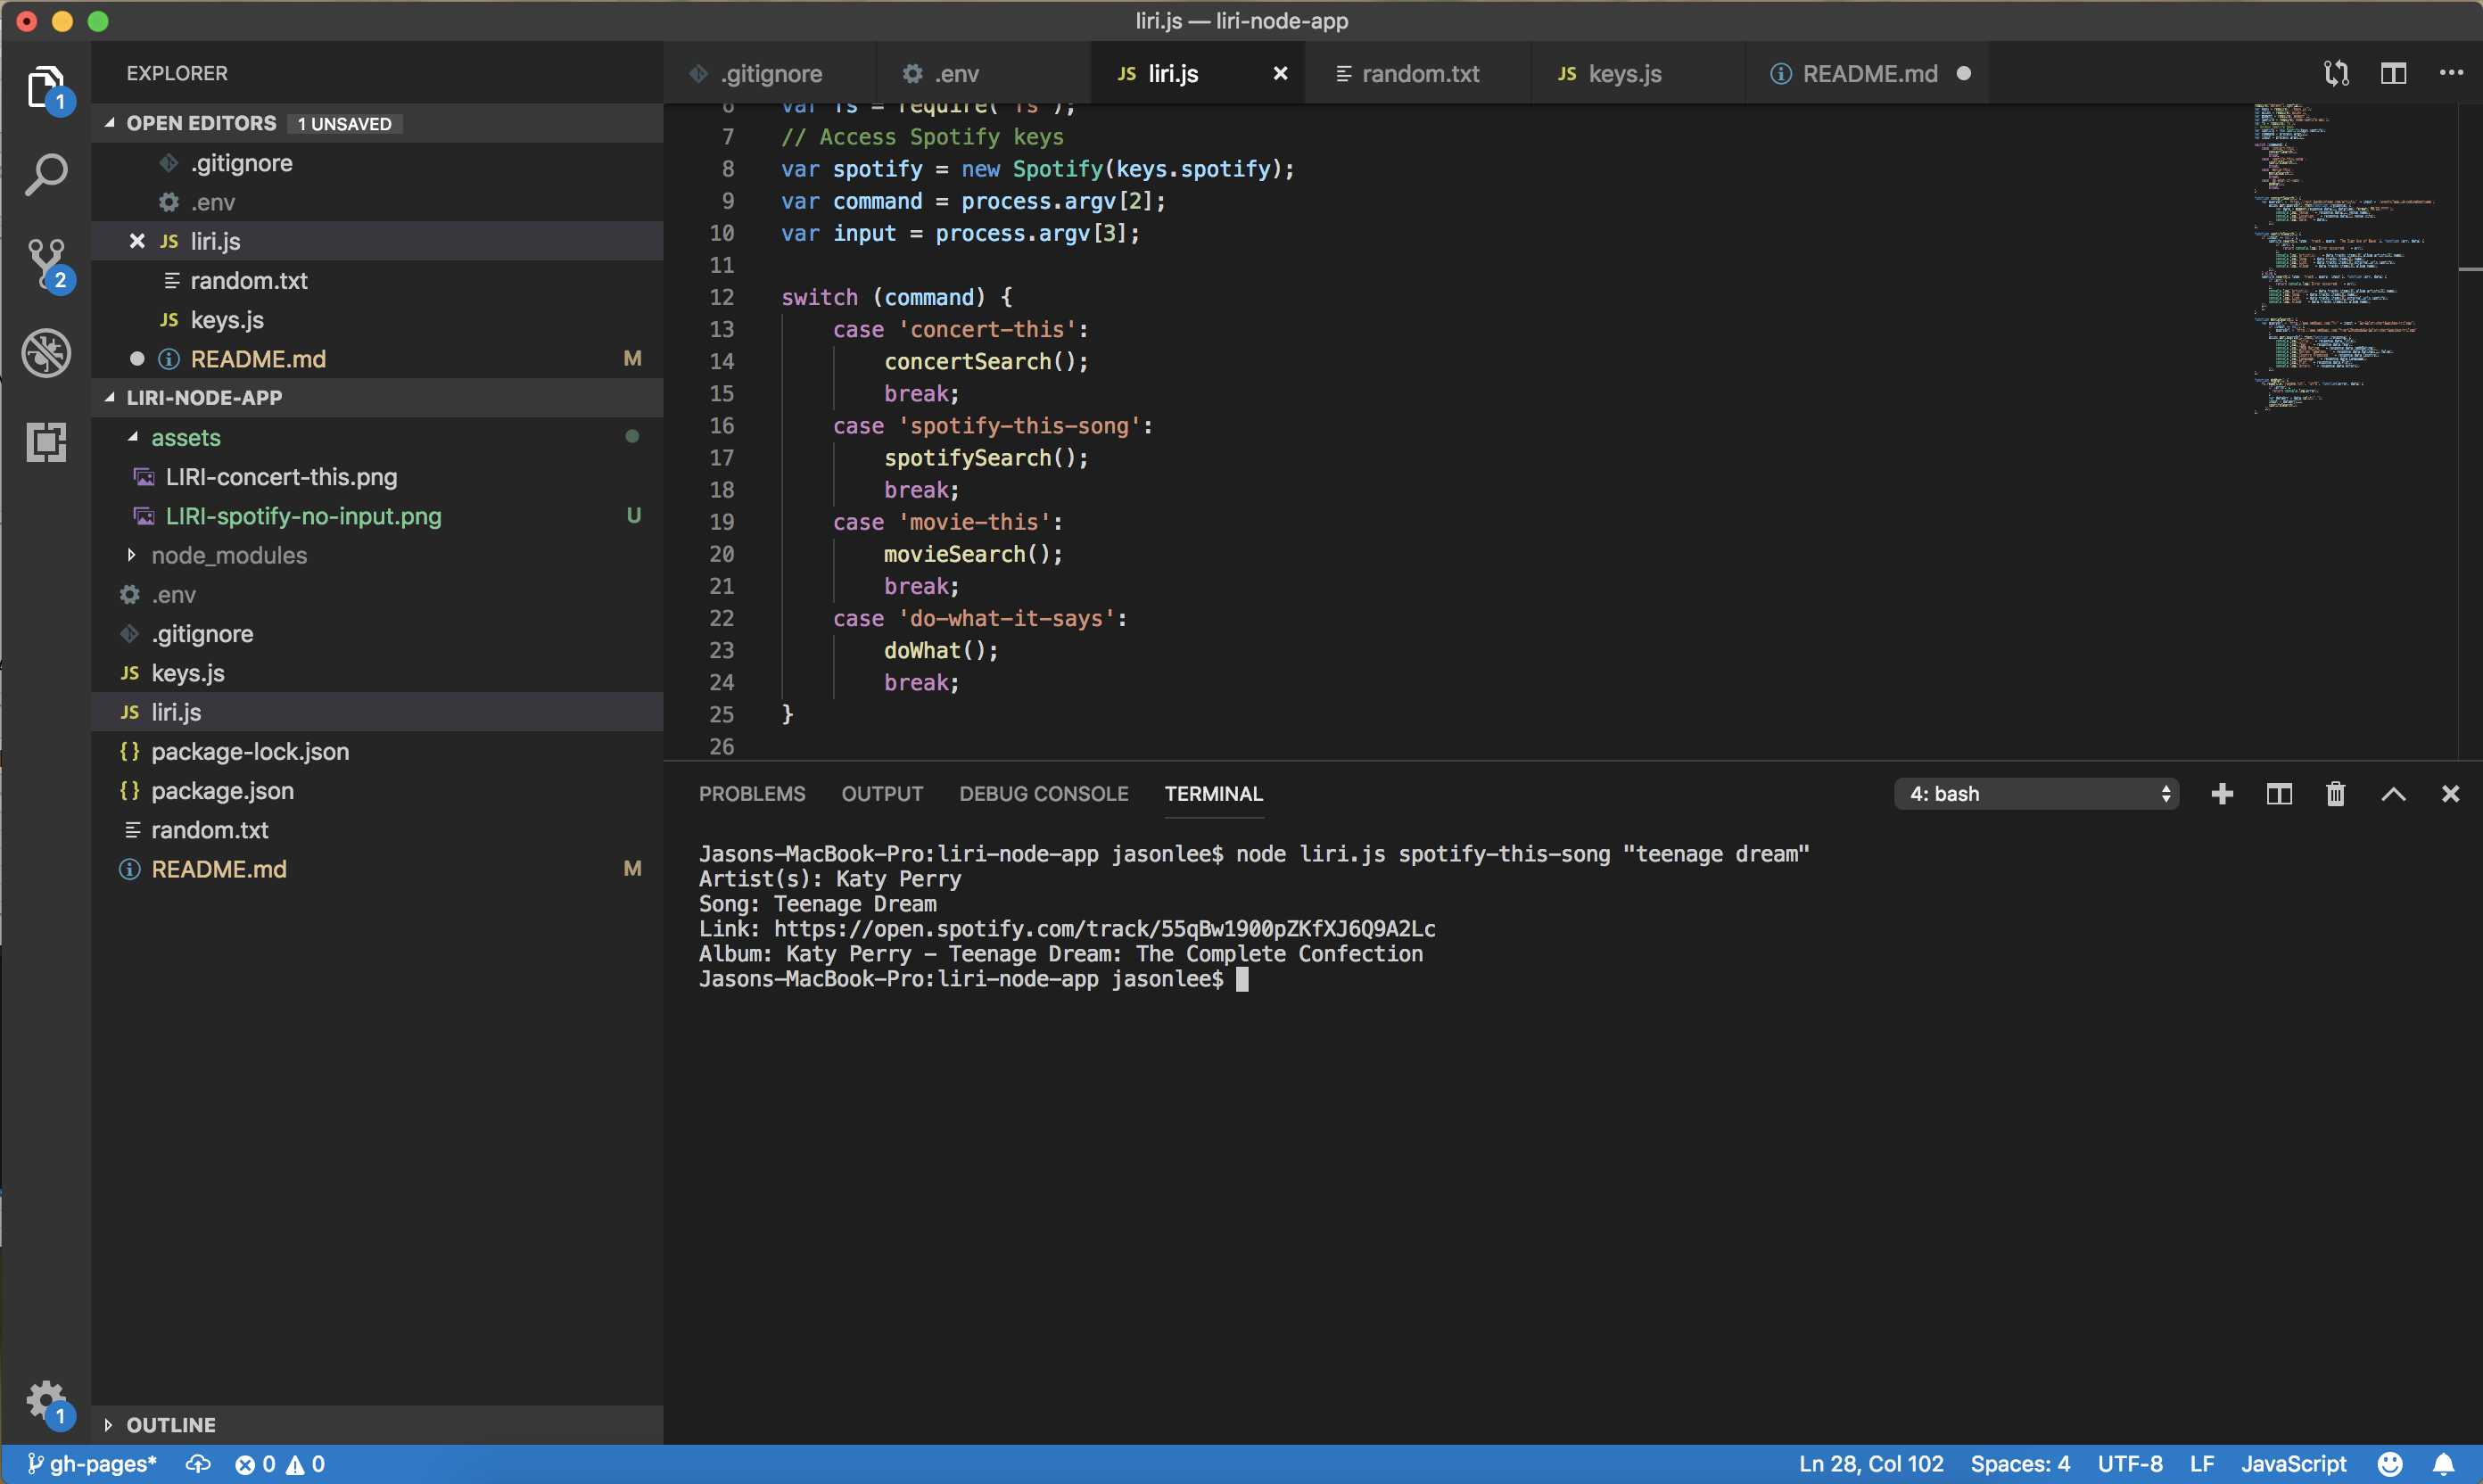 liri.js — liri-node-app
EXPLORER
1
OPEN EDITORS 1 UNSAVED
.gitignore
.env
JS liri.js
random.txt
JS keys.js
README.md M
2
LIRI-NODE-APP
assets
LIRI-concert-this.png
LIRI-spotify-no-input.png U
node_modules
.env
.gitignore
JS keys.js
JS liri.js
{} package-lock.json
{} package.json
random.txt
README.md M
OUTLINE
1
.gitignore .env JS liri.js random.txt JS keys.js README.md
6 var fs = require('fs');
7 // Access Spotify keys
8 var spotify = new Spotify(keys.spotify);
9 var command = process.argv[2];
10 var input = process.argv[3];
11
12 switch (command) {
13 case 'concert-this':
14 concertSearch();
15 break;
16 case 'spotify-this-song':
17 spotifySearch();
18 break;
19 case 'movie-this':
20 movieSearch();
21 break;
22 case 'do-what-it-says':
23 doWhat();
24 break;
25 }
26
PROBLEMS OUTPUT DEBUG CONSOLE TERMINAL 4: bash
Jasons-MacBook-Pro:liri-node-app jasonlee$ node liri.js spotify-this-song "teenage dream"
Artist(s): Katy Perry
Song: Teenage Dream
Link: https://open.spotify.com/track/55qBw1900pZKfXJ6Q9A2Lc
Album: Katy Perry - Teenage Dream: The Complete Confection
Jasons-MacBook-Pro:liri-node-app jasonlee$
gh-pages* 0 0 Ln 28, Col 102 Spaces: 4 UTF-8 LF JavaScript